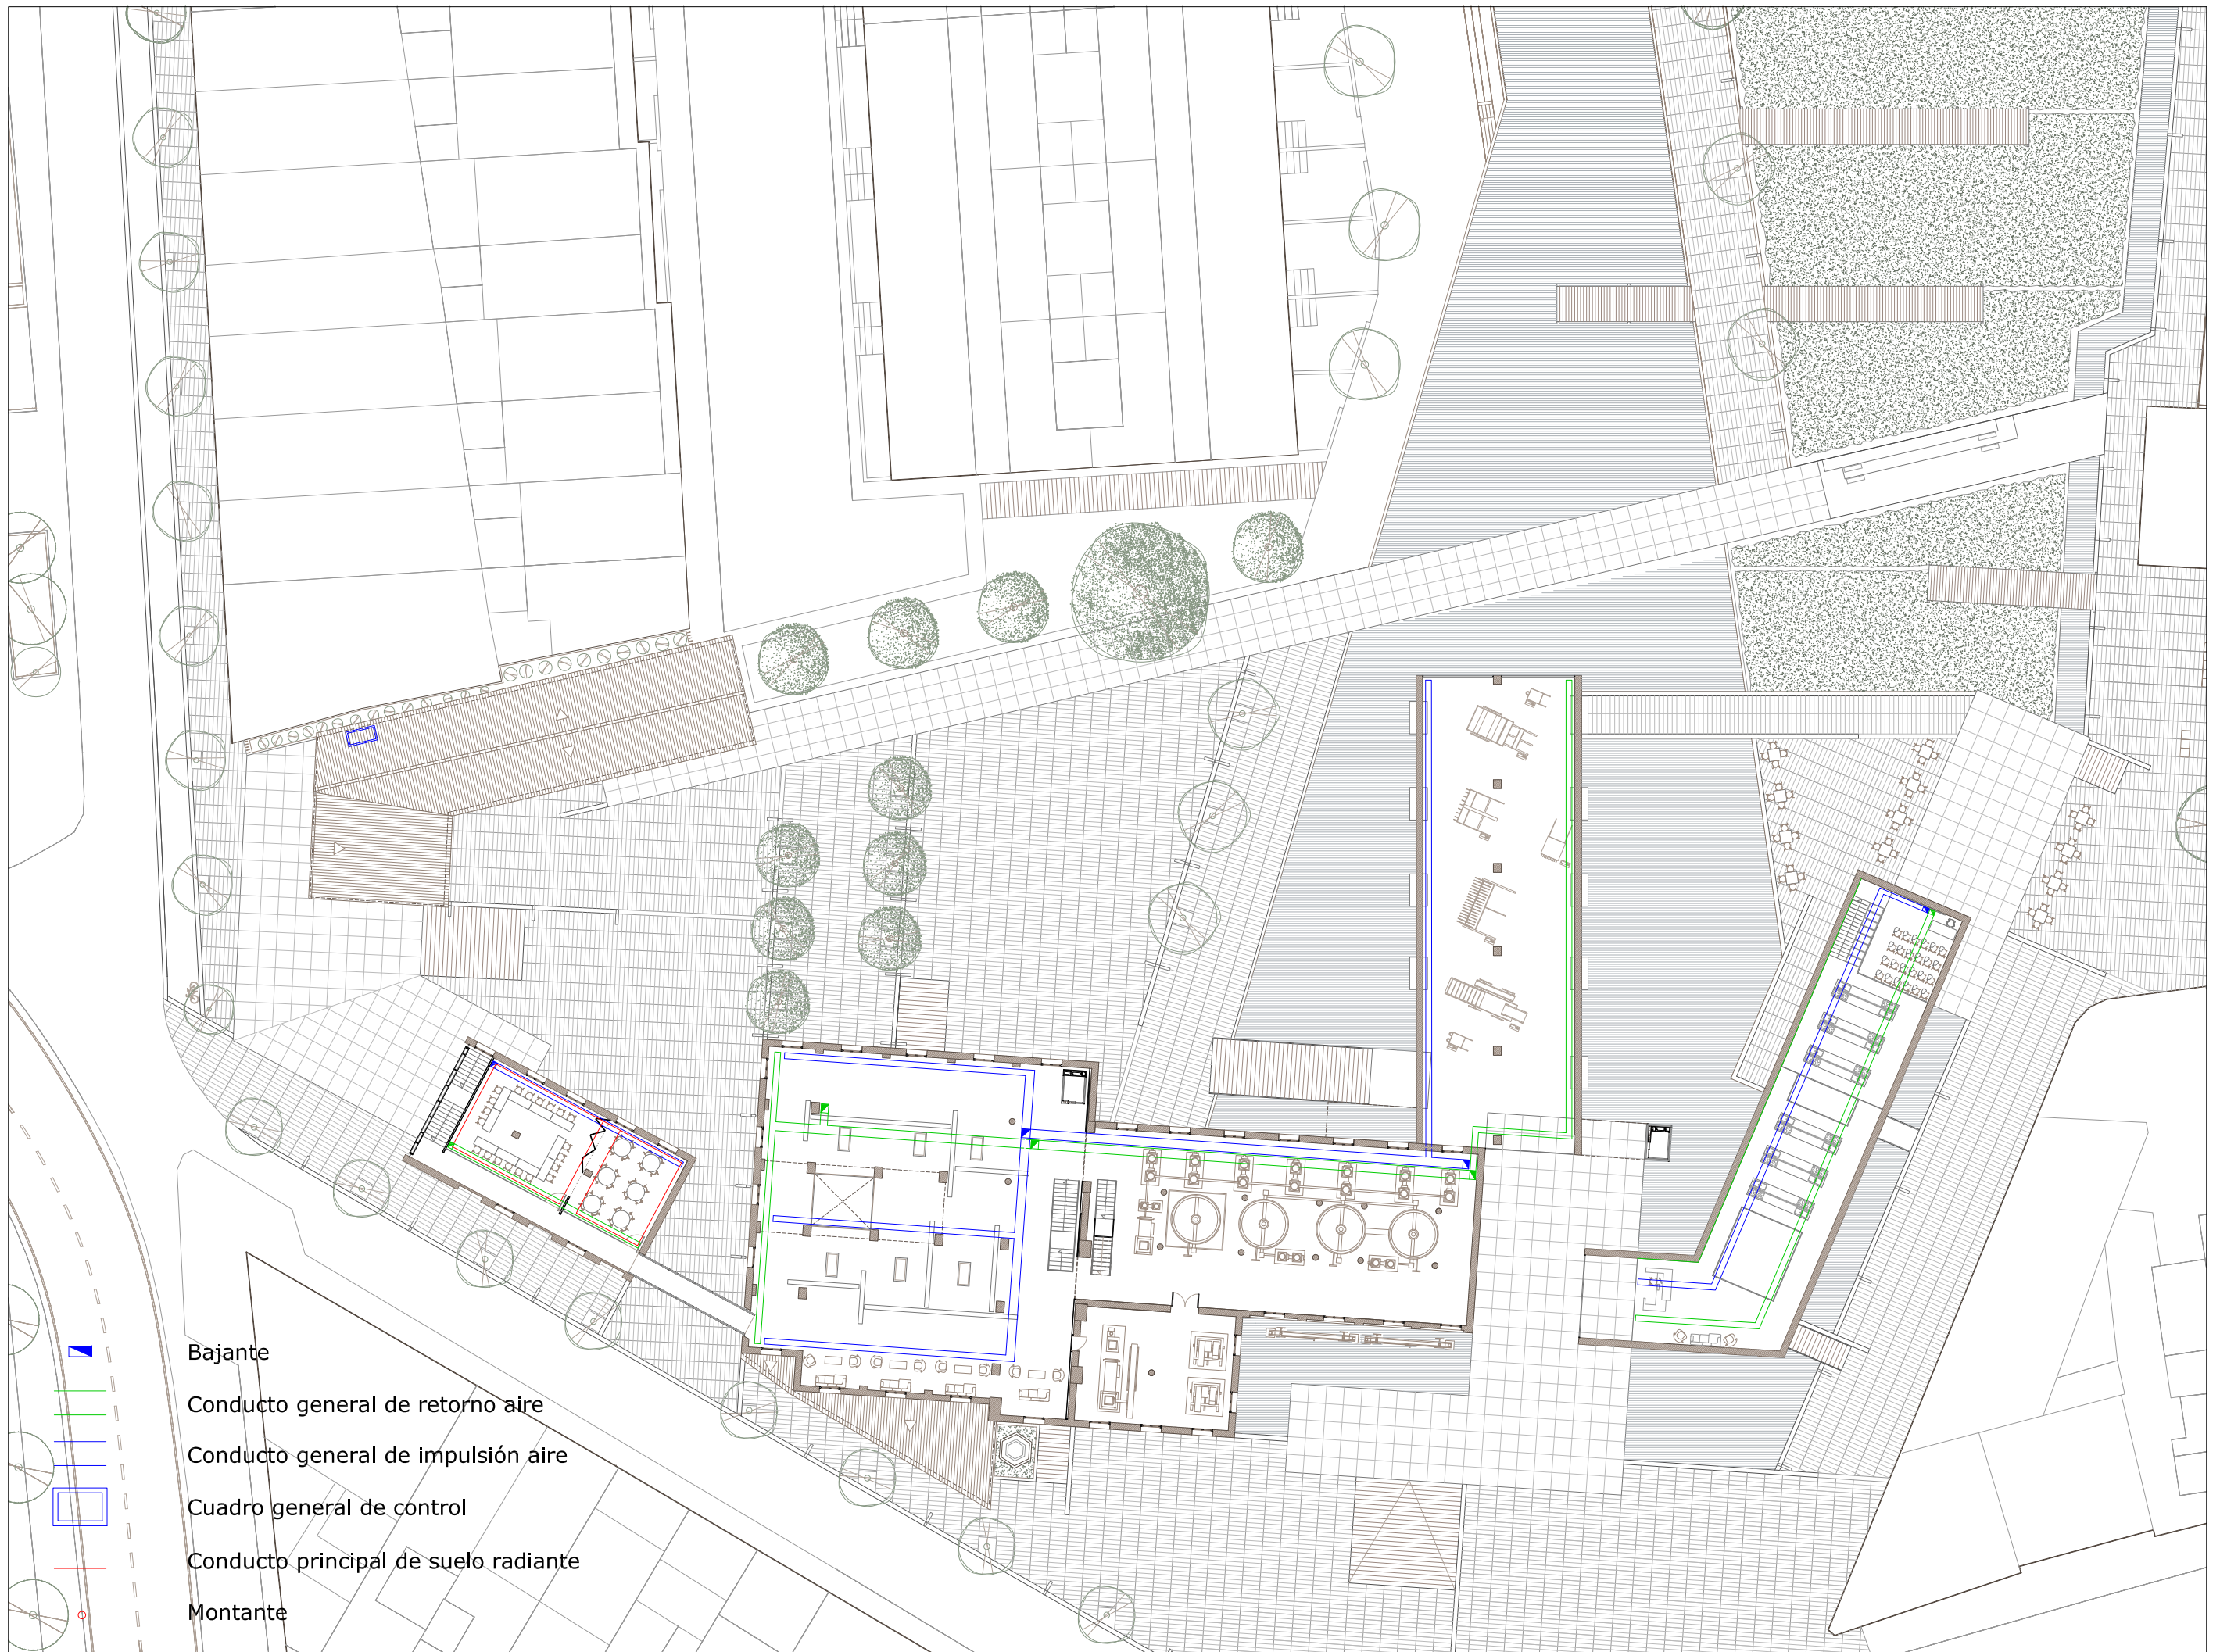 Bajante
Conducto general de retorno aire
Conducto general de impulsión aire
Cuadro general de control
Conducto principal de suelo radiante
Montante